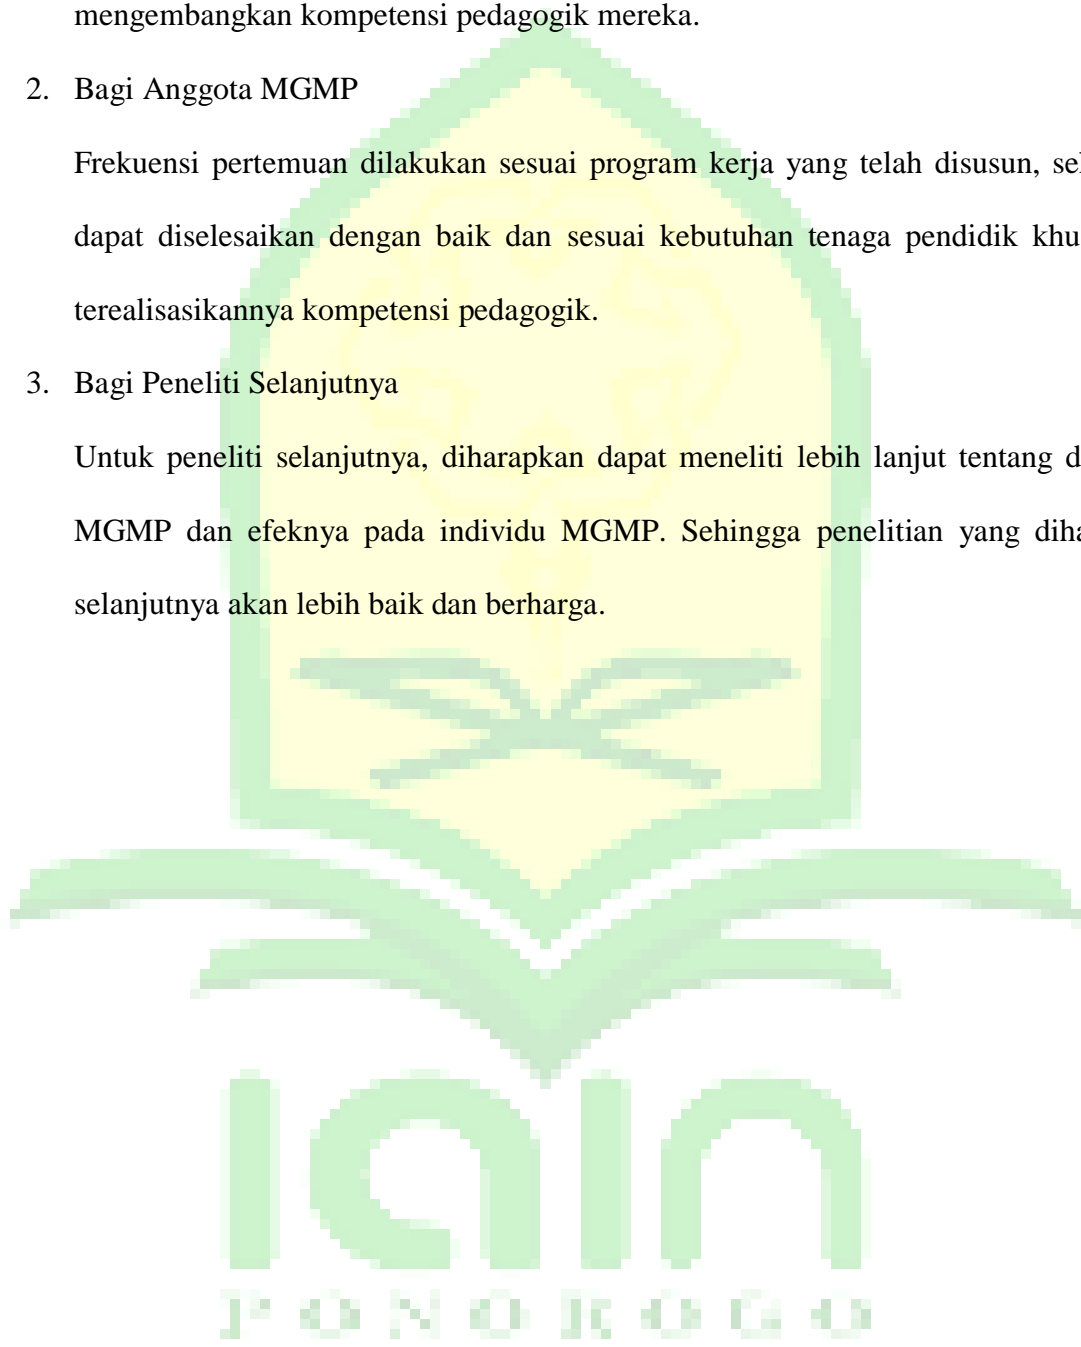 mengembangkan kompetensi pedagogik mereka.
2. Bagi Anggota MGMP
Frekuensi pertemuan dilakukan sesuai program kerja yang telah disusun,
dapat diselesaikan dengan baik dan sesuai kebutuhan tenaga pendidik
terealisasikannya kompetensi pedagogik.
3. Bagi Peneliti Selanjutnya
Untuk peneliti selanjutnya, diharapkan dapat meneliti lebih lanjut tentang
MGMP dan efeknya pada individu MGMP. Sehingga penelitian yang
selanjutnya akan lebih baik dan berharga.
iain
PONOROGO